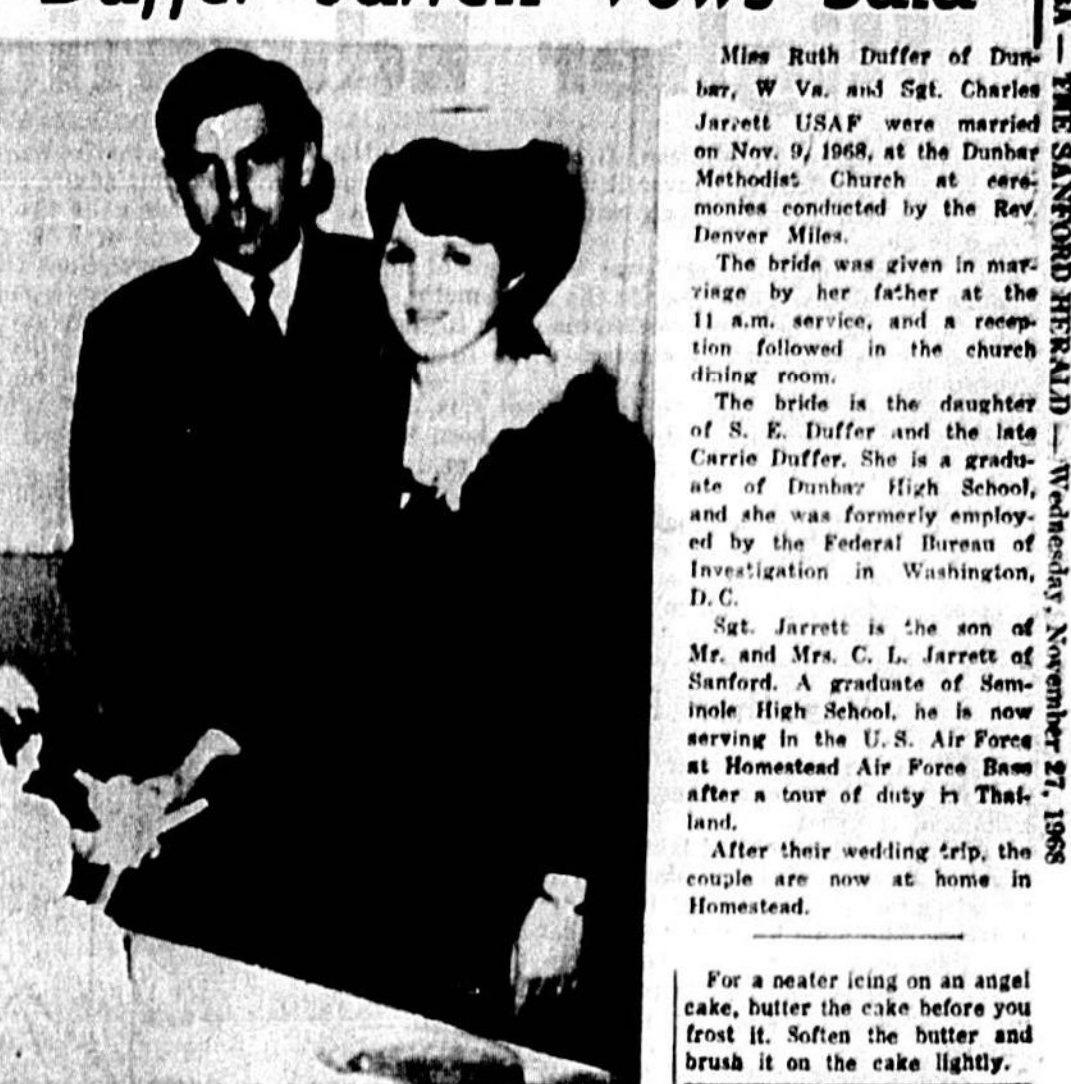 Miss Ruth Duffer of Dun-
bar, W Va. and Sgt. Charles
Jarrett USAF were married
on Nov. 9, 1968, at the Dunbar
Methodist Church at cere-
monies conducted by the Rev.
Denver Miles.
The bride was given in mar-
riage by her father at the
11 a.m. service, and a recep-
tion followed in the church
dining room.
The bride is the daughter
of S. E. Duffer and the late
Carrie Duffer. She is a gradu-
ate of Dunbar High School,
and she was formerly employ-
ed by the Federal Bureau of
Investigation in Washington,
D. C.
Sgt. Jarrett is the son of
Mr. and Mrs. C. L. Jarrett of
Sanford. A graduate of Sem-
inole High School, he is now
serving in the U. S. Air Force
at Homestead Air Force Base
after a tour of duty in Thai-
land.
After their wedding trip, the
couple are now at home in
Homestead.
For a neater icing on an angel
cake, butter the cake before you
frost it. Soften the butter and
brush it on the cake lightly.
— THE SANFORD HERALD — Wednesday, November 27, 1968